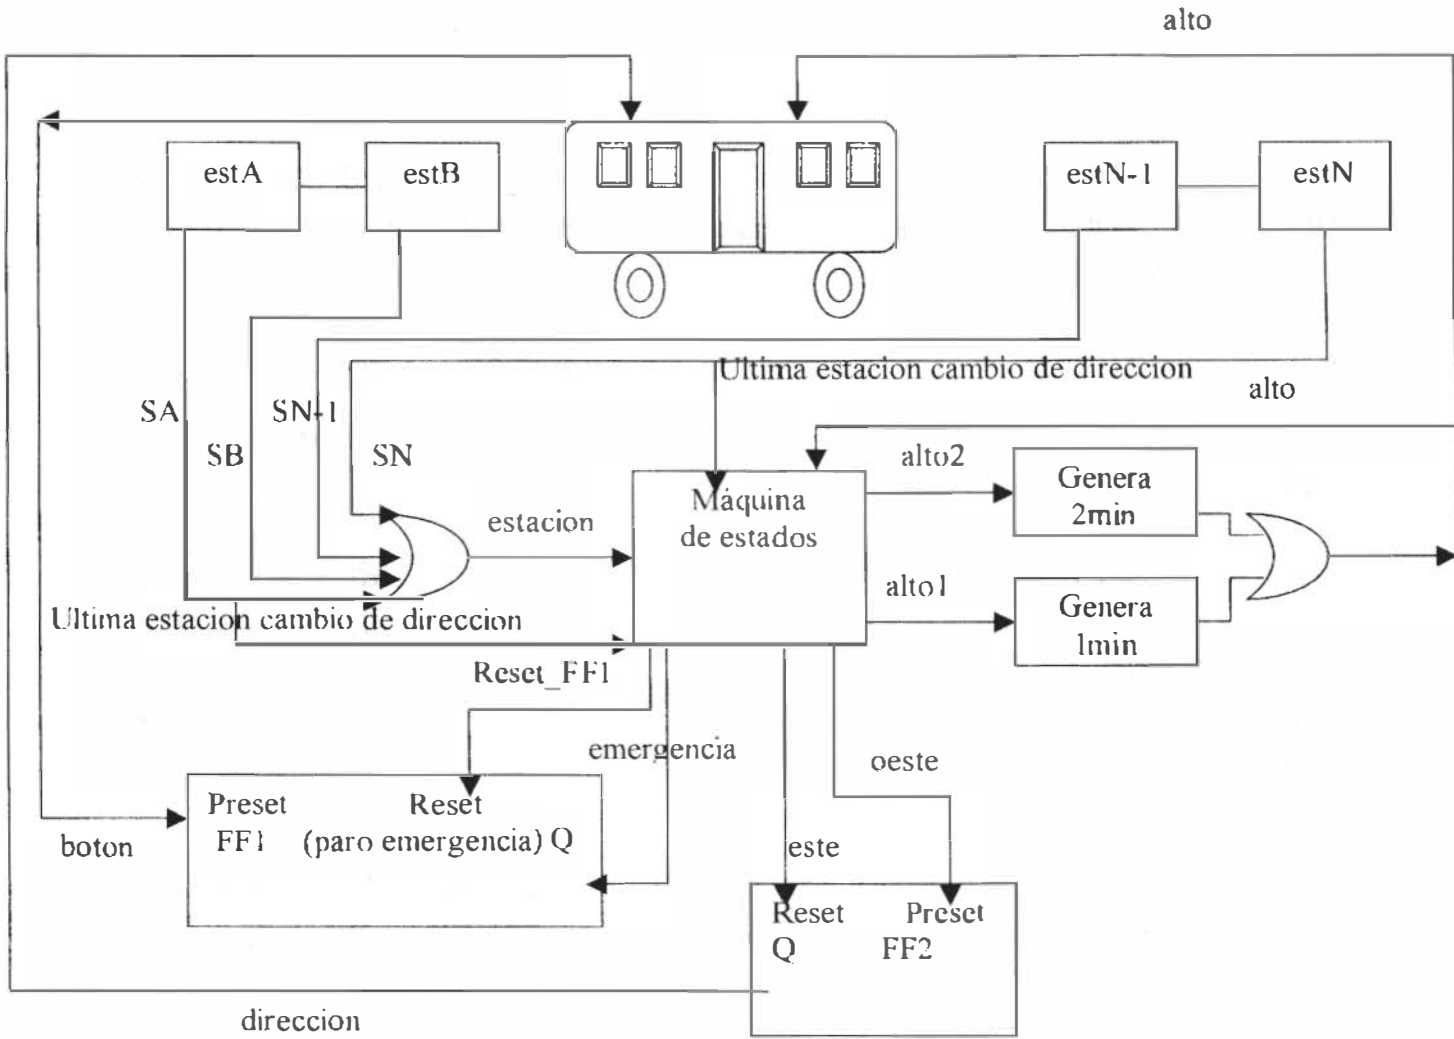 alto
estA
estB
estN-1
estN
Ultima estacion cambio de direccion
alto
SA
SN-1
SB
SN
alto2
Genera
2min
Máquina
de estados
estacion
alto1
Genera
1min
Ultima estacion cambio de direccion
Reset_FF1
emergencia
oeste
Preset Reset
FF1 (paro emergencia) Q
boton
este
Reset Preset
Q FF2
direccion